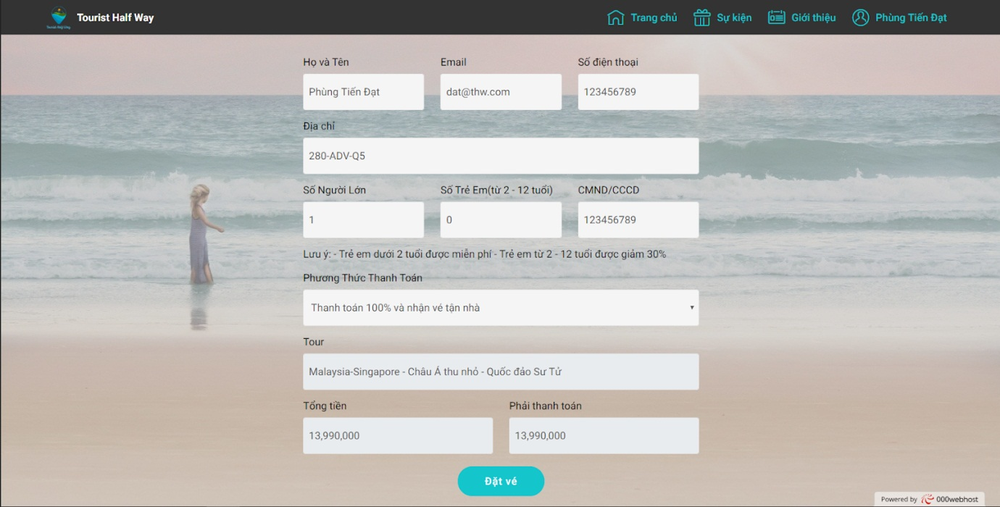 Tourist Half Way
Tourist Half Way
Trang chủ
Sự kiện
Giới thiệu
Phùng Tiến Đạt
Họ và Tên
Email
Số điện thoại
Phùng Tiến Đạt
dat@thw.com
123456789
Địa chỉ
280-ADV-Q5
Số Người Lớn
Số Trẻ Em(từ 2 - 12 tuổi)
CMND/CCCD
1
0
123456789
Lưu ý: - Trẻ em dưới 2 tuổi được miễn phí - Trẻ em từ 2 - 12 tuổi được giảm 30%
Phương Thức Thanh Toán
Thanh toán 100% và nhận vé tận nhà
Tour
Malaysia-Singapore - Châu Á thu nhỏ - Quốc đảo Sư Tử
Tổng tiền
Phải thanh toán
13,990,000
13,990,000
Đặt vé
Powered by 000webhost